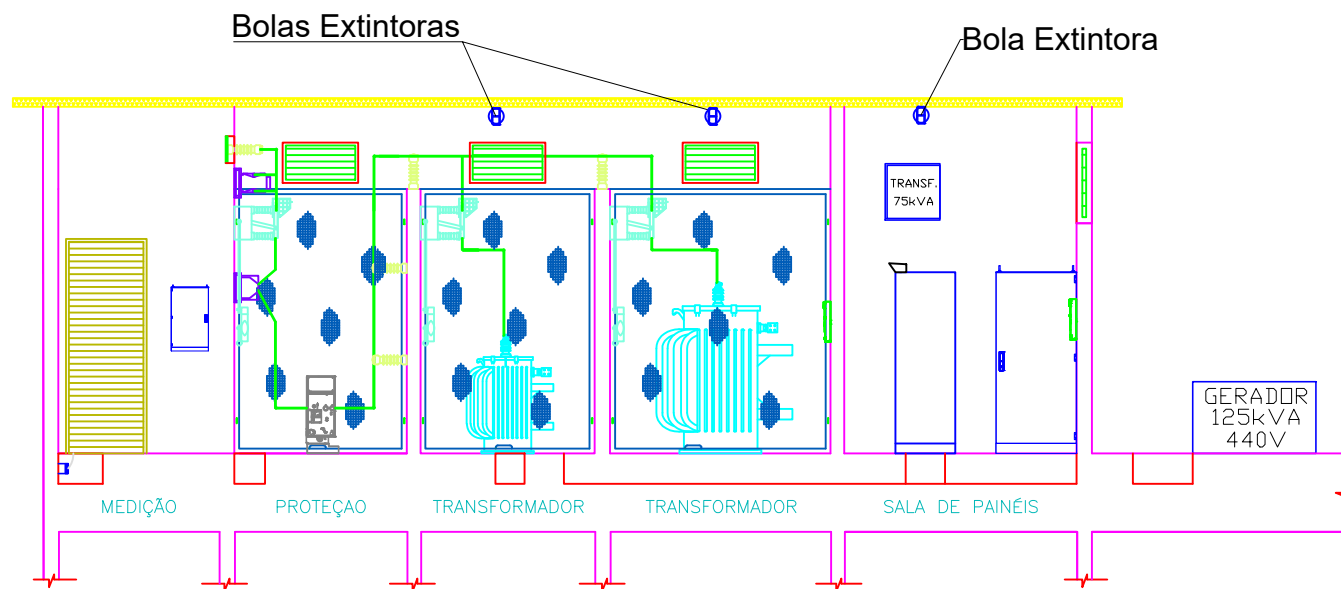 Bolas Extintoras
Bola Extintora
TRANSF.
75kVA
GERADOR
125kVA
440V
MEDIÇÃO
PROTEÇAO
TRANSFORMADOR
TRANSFORMADOR
SALA DE PAINÉIS